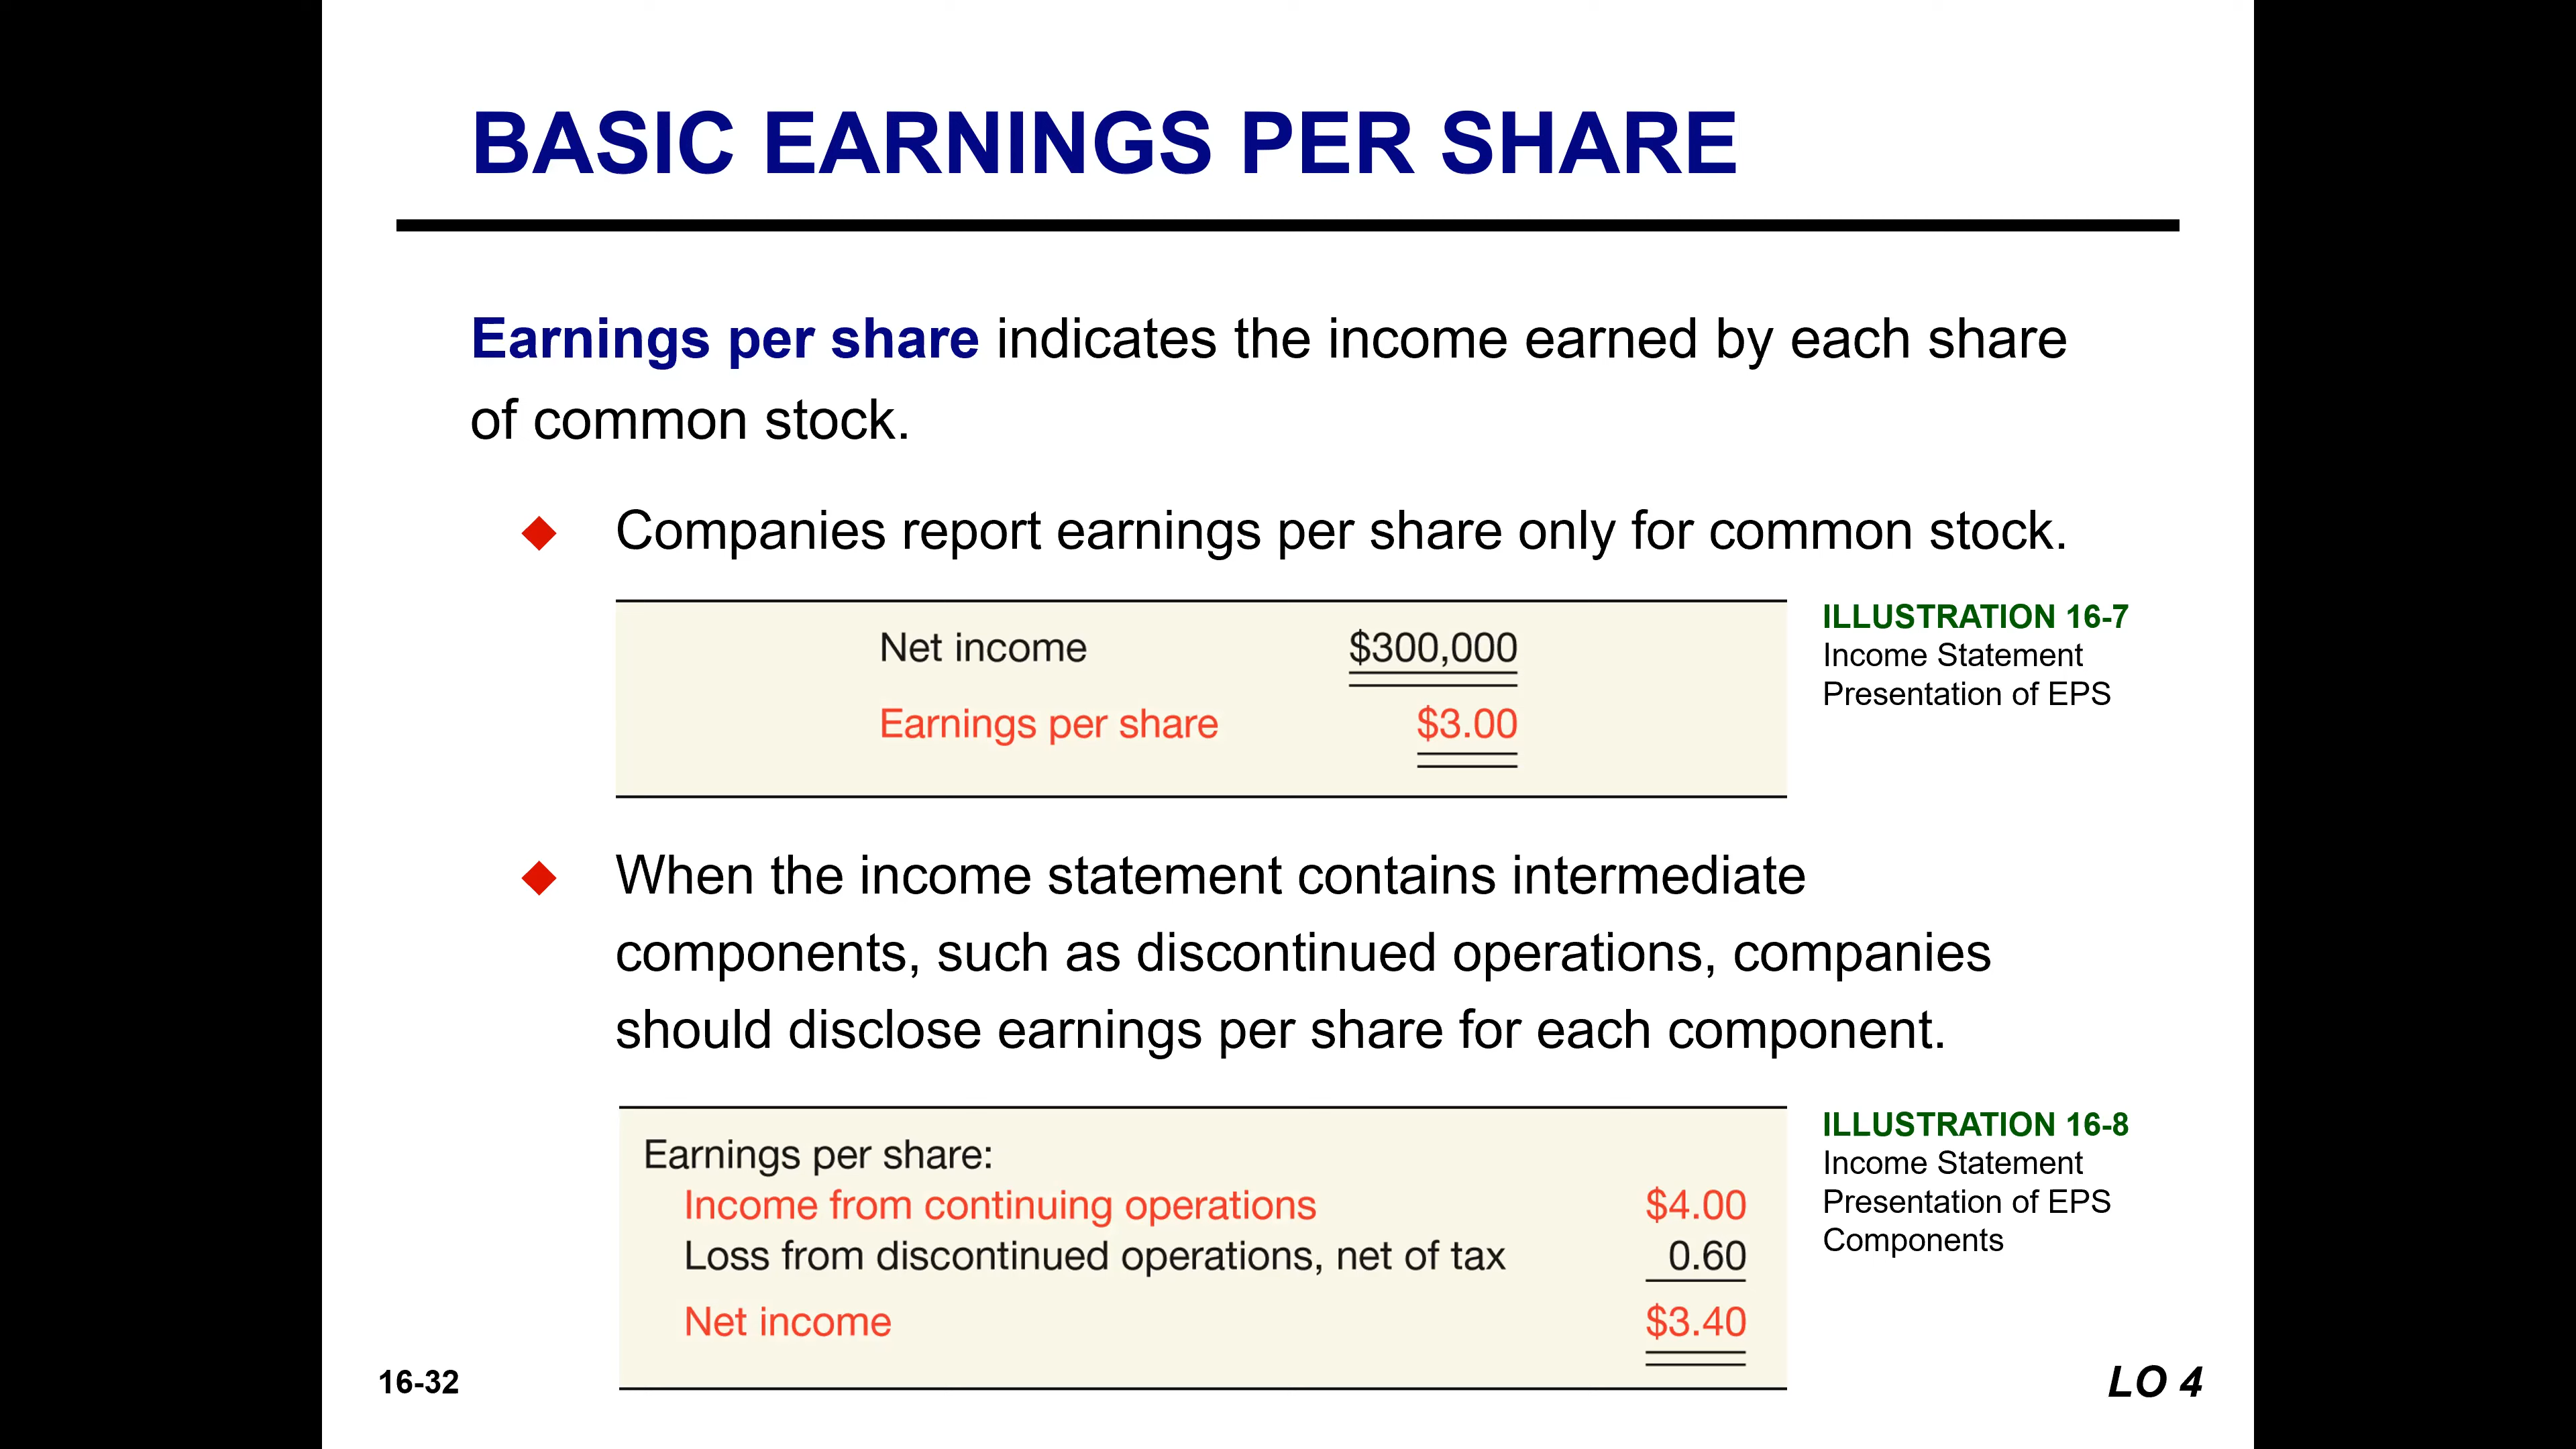 BASIC EARNINGS PER SHARE
Earnings per share indicates the income earned by each share
of common stock.
Companies report earnings per share only for common stock.
Net income $300,000
Earnings per share $3.00
ILLUSTRATION 16-7
Income Statement
Presentation of EPS
When the income statement contains intermediate
components, such as discontinued operations, companies
should disclose earnings per share for each component.
Earnings per share:
Income from continuing operations $4.00
Loss from discontinued operations, net of tax 0.60
Net income $3.40
ILLUSTRATION 16-8
Income Statement
Presentation of EPS
Components
16-32
LO 4